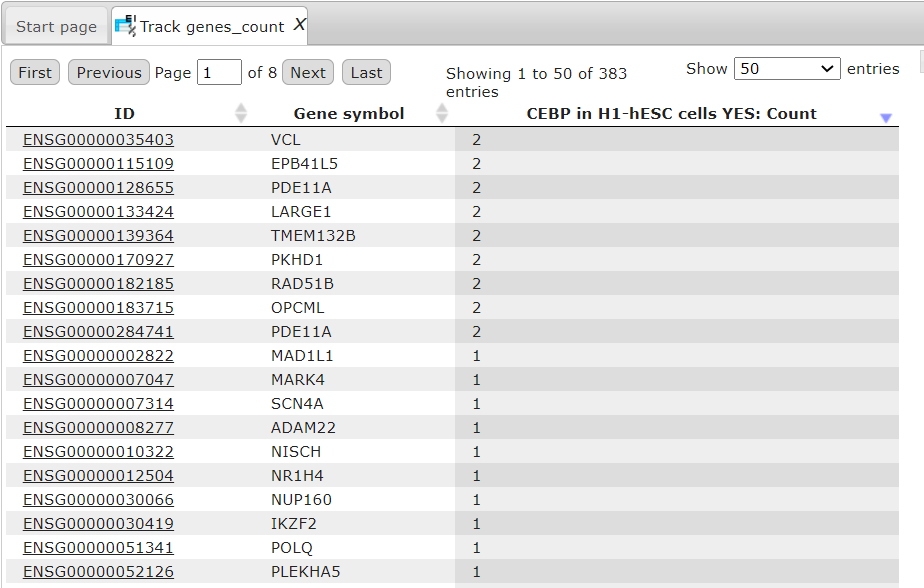 Start page
Track genes_count X
First Previous Page 1 of 8 Next Last
Showing 1 to 50 of 383
entries
Show 50 entries
ID Gene symbol CEBP in H1-hESC cells YES: Count
ENSG00000035403 VCL 2
ENSG00000115109 EPB41L5 2
ENSG00000128655 PDE11A 2
ENSG00000133424 LARGE1 2
ENSG00000139364 TMEM132B 2
ENSG00000170927 PKHD1 2
ENSG00000182185 RAD51B 2
ENSG00000183715 OPCML 2
ENSG00000284741 PDE11A 2
ENSG00000002822 MAD1L1 1
ENSG00000007047 MARK4 1
ENSG00000007314 SCN4A 1
ENSG00000008277 ADAM22 1
ENSG00000010322 NISCH 1
ENSG00000012504 NR1H4 1
ENSG00000030066 NUP160 1
ENSG00000030419 IKZF2 1
ENSG00000051341 POLQ 1
ENSG00000052126 PLEKHA5 1